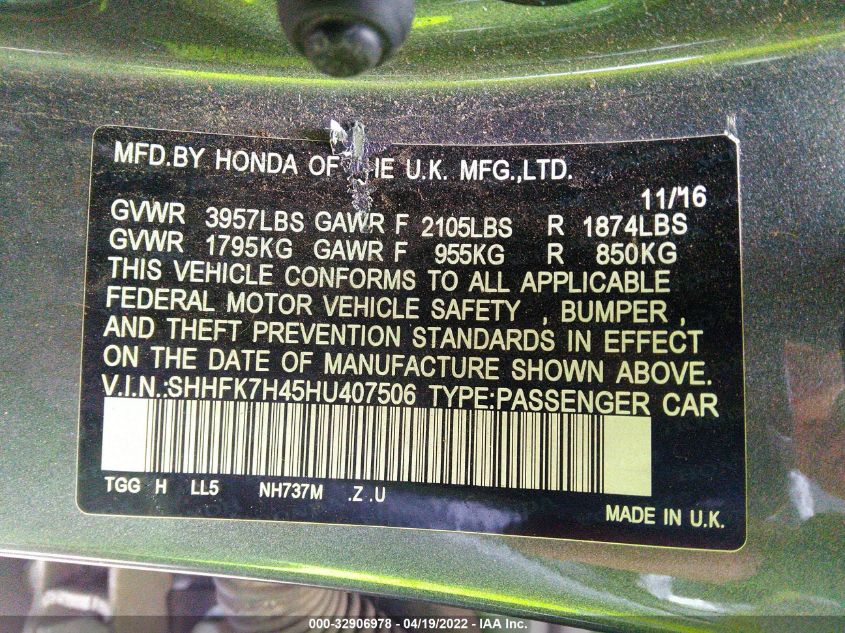 MFD.BY HONDA OF IE U.K. MFG.,LTD.
11/16
GVWR 3957LBS GAWR F 2105LBS R 1874LBS
GVWR 1795KG GAWR F 955KG R 850KG
THIS VEHICLE CONFORMS TO ALL APPLICABLE
FEDERAL MOTOR VEHICLE SAFETY , BUMPER ,
AND THEFT PREVENTION STANDARDS IN EFFECT
ON THE DATE OF MANUFACTURE SHOWN ABOVE.
V.I.N.:SHHFK7H45HU407506 TYPE:PASSENGER CAR
TGG H LL5 NH737M .Z .U
MADE IN U.K.
000-32906978 - 04/19/2022 - IAA Inc.